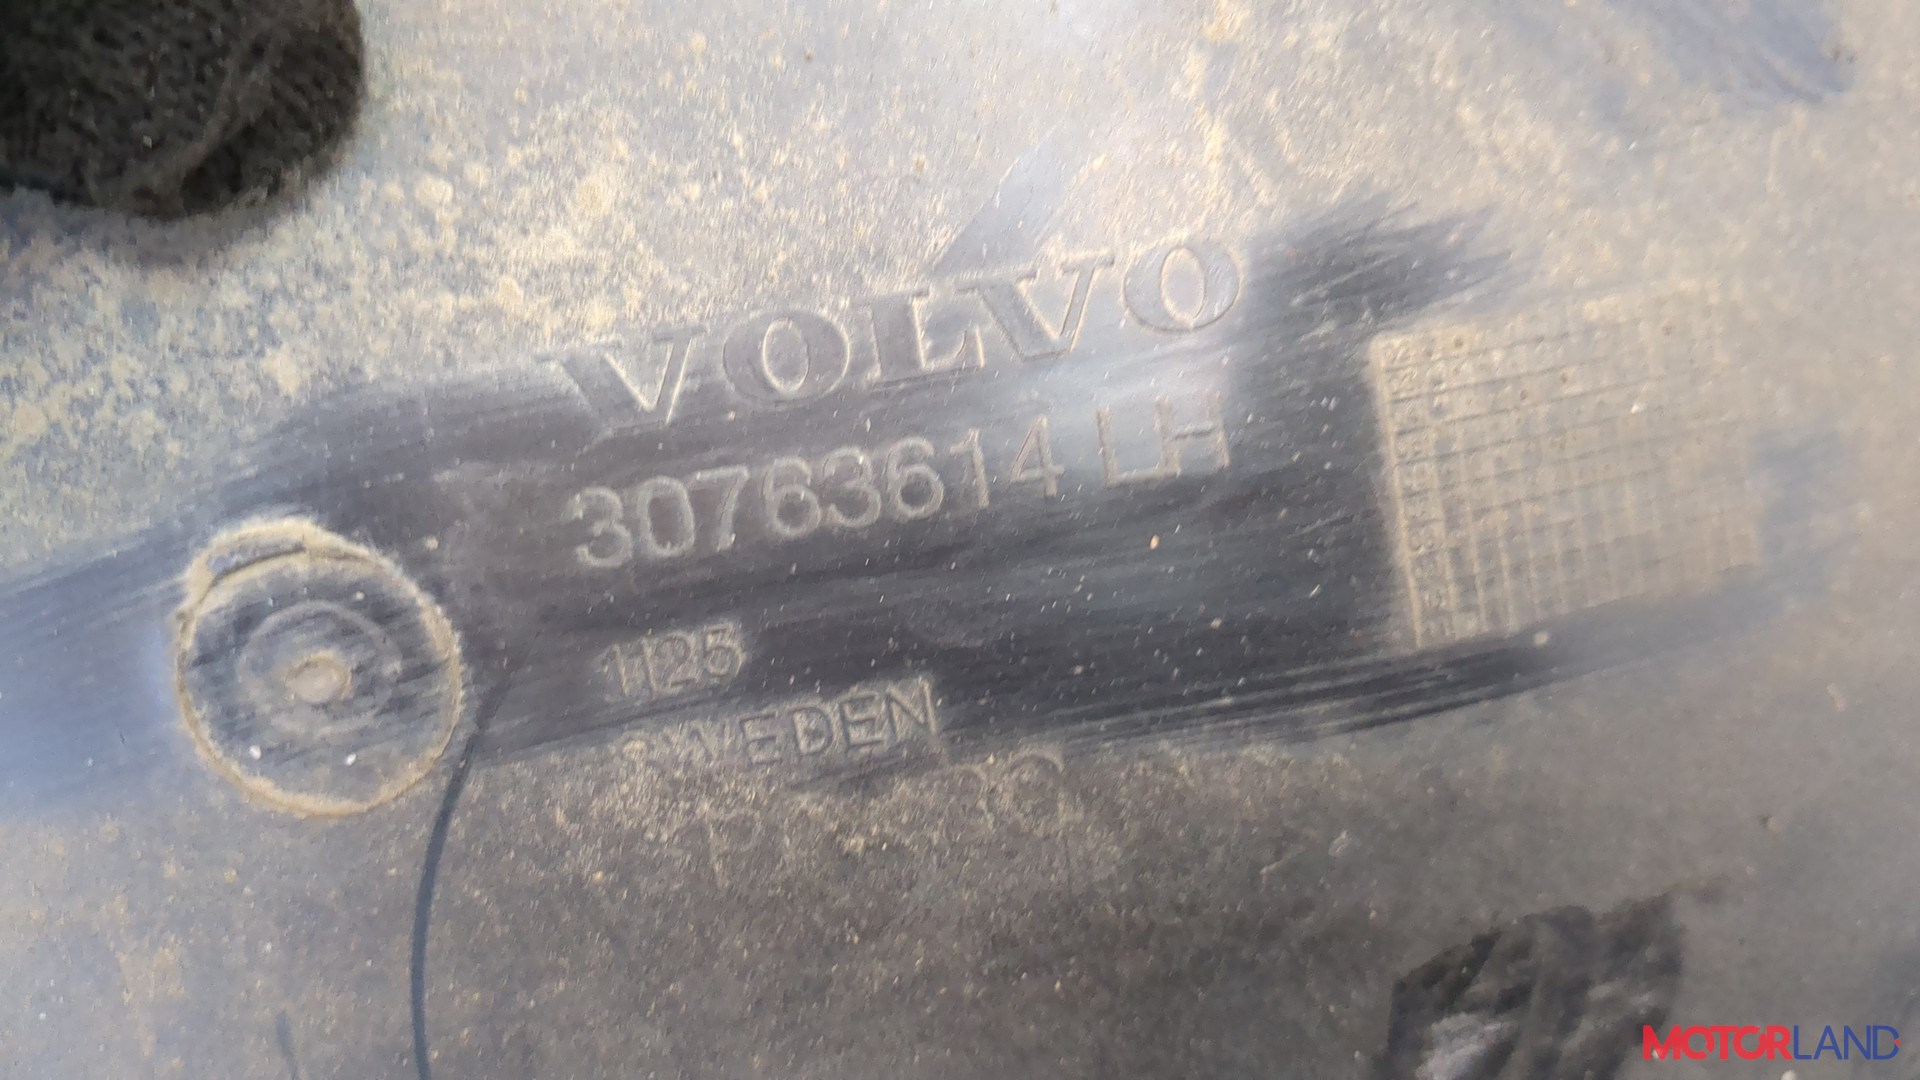 VOLVO
30763614 LH
1125
SWEDEN
MOTORLAND